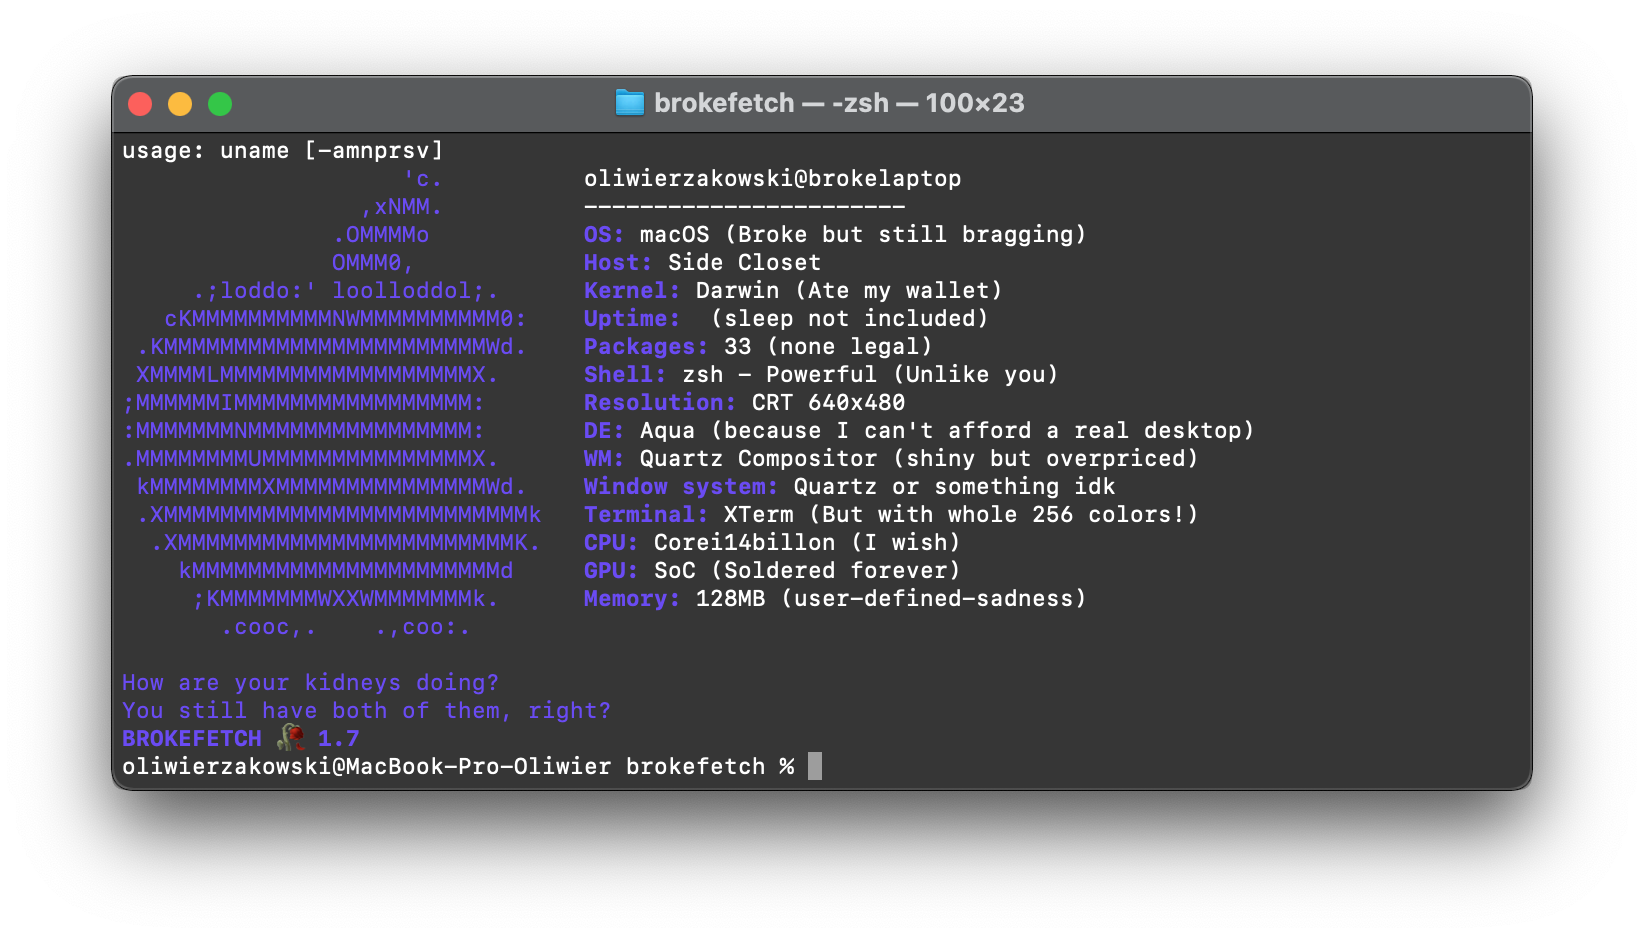 brokefetch — -zsh — 100×23
usage: uname [-amnprsv]
                    'c.          oliwierzakowski@brokelaptop
                 ,xNMM.          -----------------------
               .OMMMMo           OS: macOS (Broke but still bragging)
               OMMM0,            Host: Side Closet
     .;loddo:' loolloddol;.      Kernel: Darwin (Ate my wallet)
   cKMMMMMMMMMMNWMMMMMMMMMM0:    Uptime:  (sleep not included)
 .KMMMMMMMMMMMMMMMMMMMMMMMWd.    Packages: 33 (none legal)
 XMMMMLMMMMMMMMMMMMMMMMMMX.      Shell: zsh - Powerful (Unlike you)
;MMMMMMIMMMMMMMMMMMMMMMMM:       Resolution: CRT 640x480
:MMMMMMMNMMMMMMMMMMMMMMMM:       DE: Aqua (because I can't afford a real desktop)
.MMMMMMMMUMMMMMMMMMMMMMMMX.      WM: Quartz Compositor (shiny but overpriced)
 kMMMMMMMMXMMMMMMMMMMMMMMMWd.    Window system: Quartz or something idk
 .XMMMMMMMMMMMMMMMMMMMMMMMMMMk   Terminal: XTerm (But with whole 256 colors!)
  .XMMMMMMMMMMMMMMMMMMMMMMMMK.   CPU: Corei14billon (I wish)
    kMMMMMMMMMMMMMMMMMMMMMMd     GPU: SoC (Soldered forever)
     ;KMMMMMMMWXXWMMMMMMMk.      Memory: 128MB (user-defined-sadness)
       .cooc,.    .,coo:.
How are your kidneys doing?
You still have both of them, right?
BROKEFETCH 🥀 1.7
oliwierzakowski@MacBook-Pro-Oliwier brokefetch %